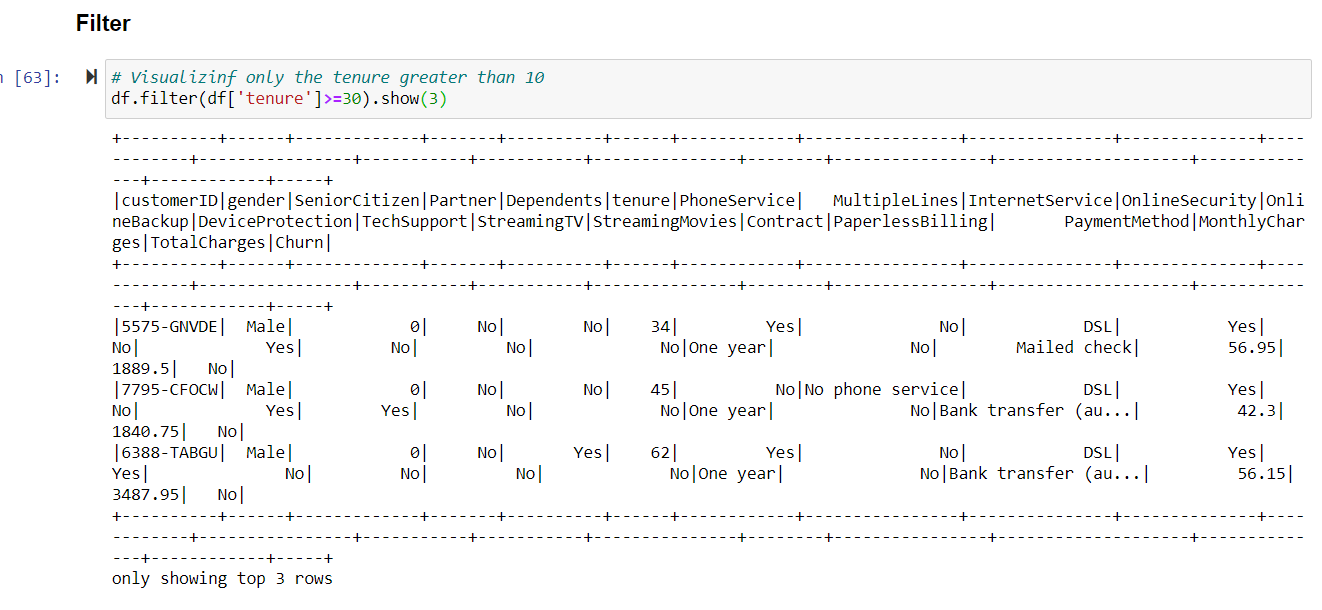 Filter
n [63]:
# Visualizinf only the tenure greater than 10
df.filter(df['tenure']>=30).show(3)
+----------+------+-------------+-------+----------+------+------------+----------------+---------------+--------------+----
--------+----------------+-----------+-----------+---------------+--------+----------------+--------------------+-----------
---+------------+-----+
|customerID|gender|SeniorCitizen|Partner|Dependents|tenure|PhoneService|   MultipleLines|InternetService|OnlineSecurity|Onli
neBackup|DeviceProtection|TechSupport|StreamingTV|StreamingMovies|Contract|PaperlessBilling|       PaymentMethod|MonthlyChar
ges|TotalCharges|Churn|
+----------+------+-------------+-------+----------+------+------------+----------------+---------------+--------------+----
--------+----------------+-----------+-----------+---------------+--------+----------------+--------------------+-----------
---+------------+-----+
|5575-GNVDE|  Male|            0|     No|        No|    34|         Yes|              No|            DSL|           Yes|
No|             Yes|         No|         No|             No|One year|              No|        Mailed check|         56.95|
1889.5|   No|
|7795-CFOCW|  Male|            0|     No|        No|    45|          No|No phone service|            DSL|           Yes|
No|             Yes|        Yes|         No|             No|One year|              No|Bank transfer (au...|          42.3|
1840.75|   No|
|6388-TABGU|  Male|            0|     No|       Yes|    62|         Yes|              No|            DSL|           Yes|
Yes|              No|         No|         No|             No|One year|              No|Bank transfer (au...|         56.15|
3487.95|   No|
+----------+------+-------------+-------+----------+------+------------+----------------+---------------+--------------+----
--------+----------------+-----------+-----------+---------------+--------+----------------+--------------------+-----------
---+------------+-----+
only showing top 3 rows